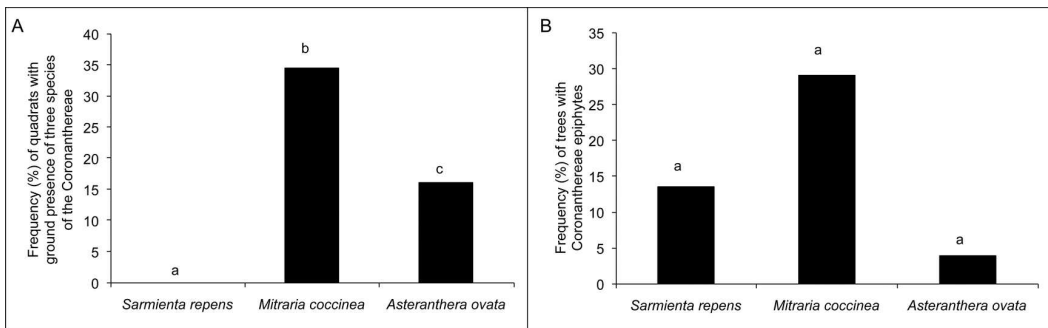 A
Frequency (%) of quadrats with
ground presence of three species
of the Coronanthereae
40
35
30
25
20
15
10
5
0
a
b
c
Sarmienta repens
Mitraria coccinea
Asteranthera ovata
B
Frequency (%) of trees with
Coronanthereae epiphytes
35
30
25
20
15
10
5
0
a
a
a
Sarmienta repens
Mitraria coccinea
Asteranthera ovata